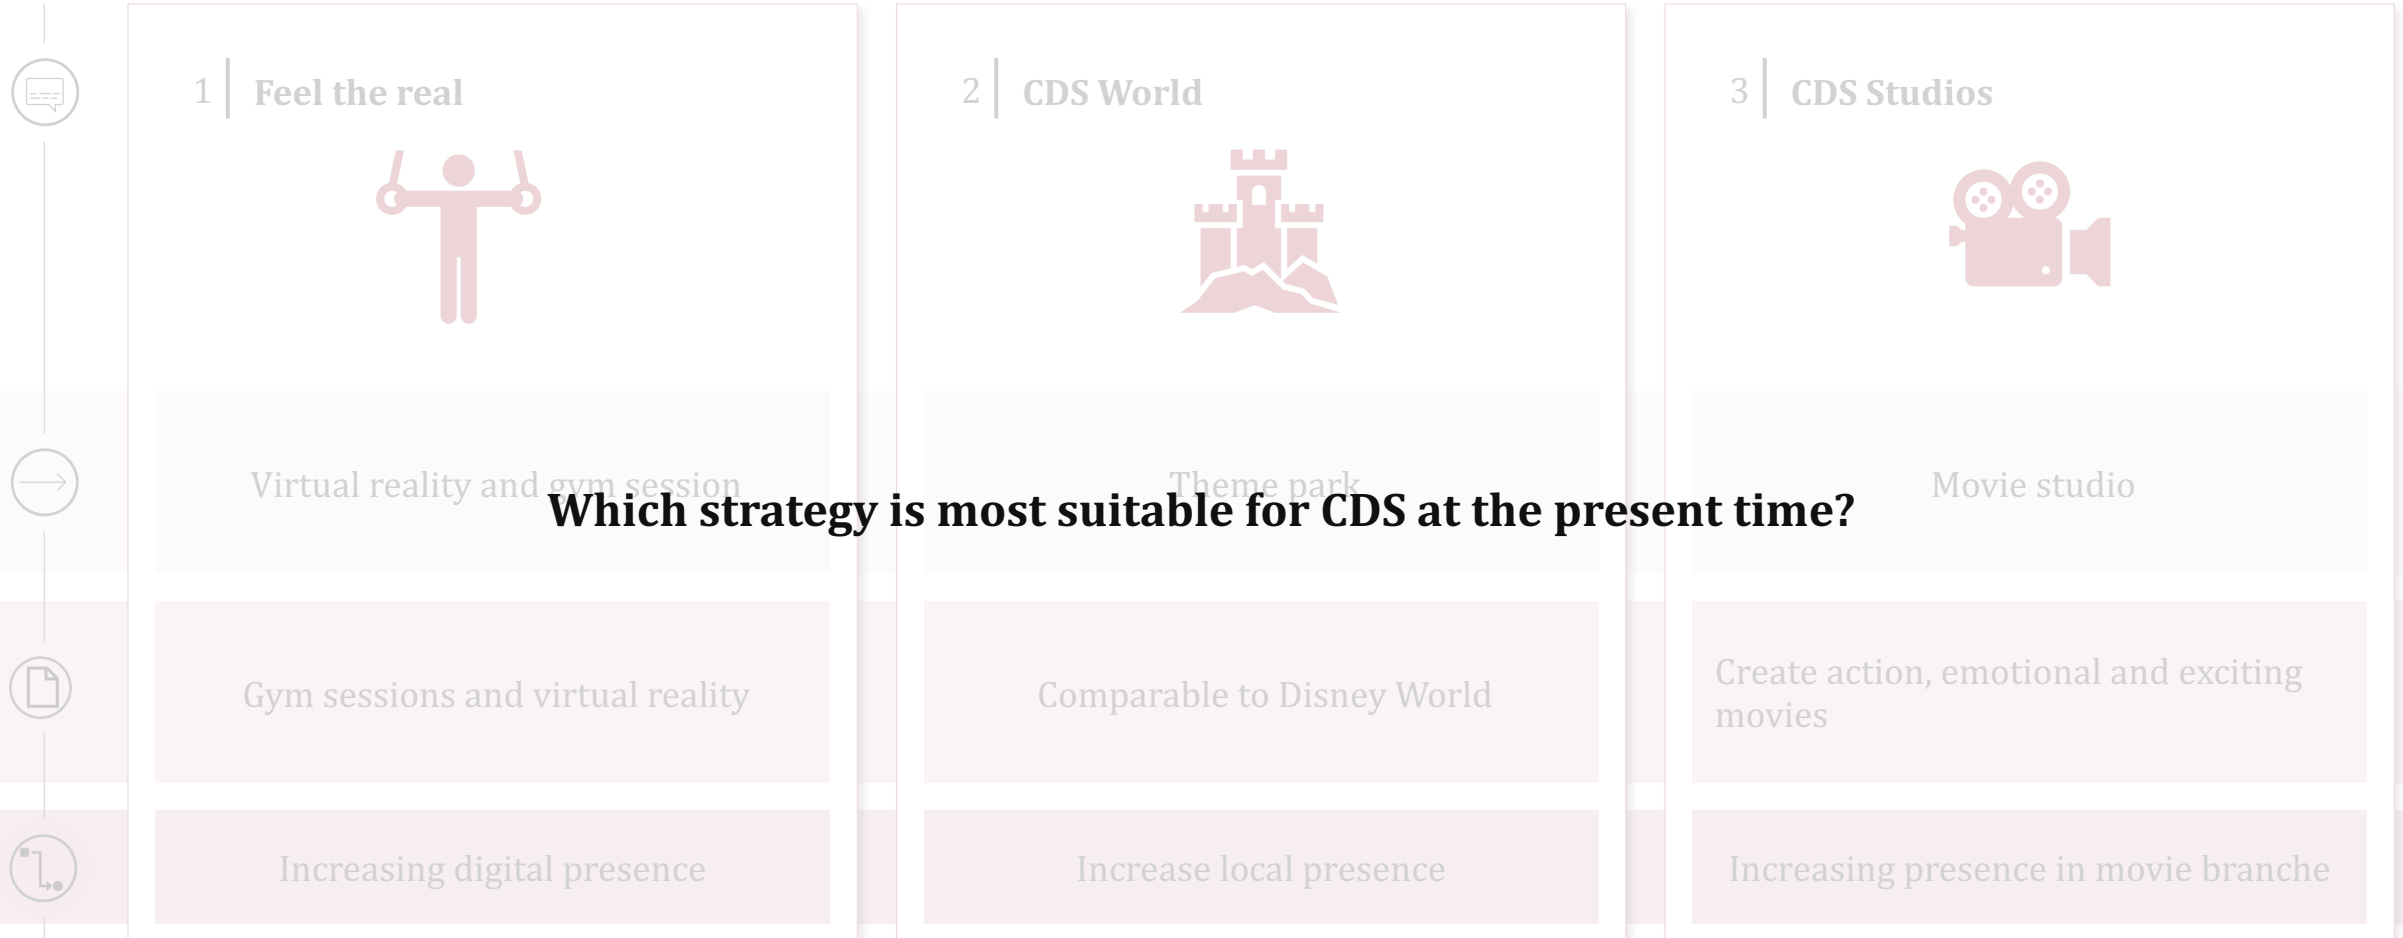 1 Feel the real
2 CDS World
3 CDS Studios
Virtual reality and gym session
Theme park
Movie studio
Which strategy is most suitable for CDS at the present time?
Gym sessions and virtual reality
Comparable to Disney World
Create action, emotional and exciting
movies
Increasing digital presence
Increase local presence
Increasing presence in movie branche